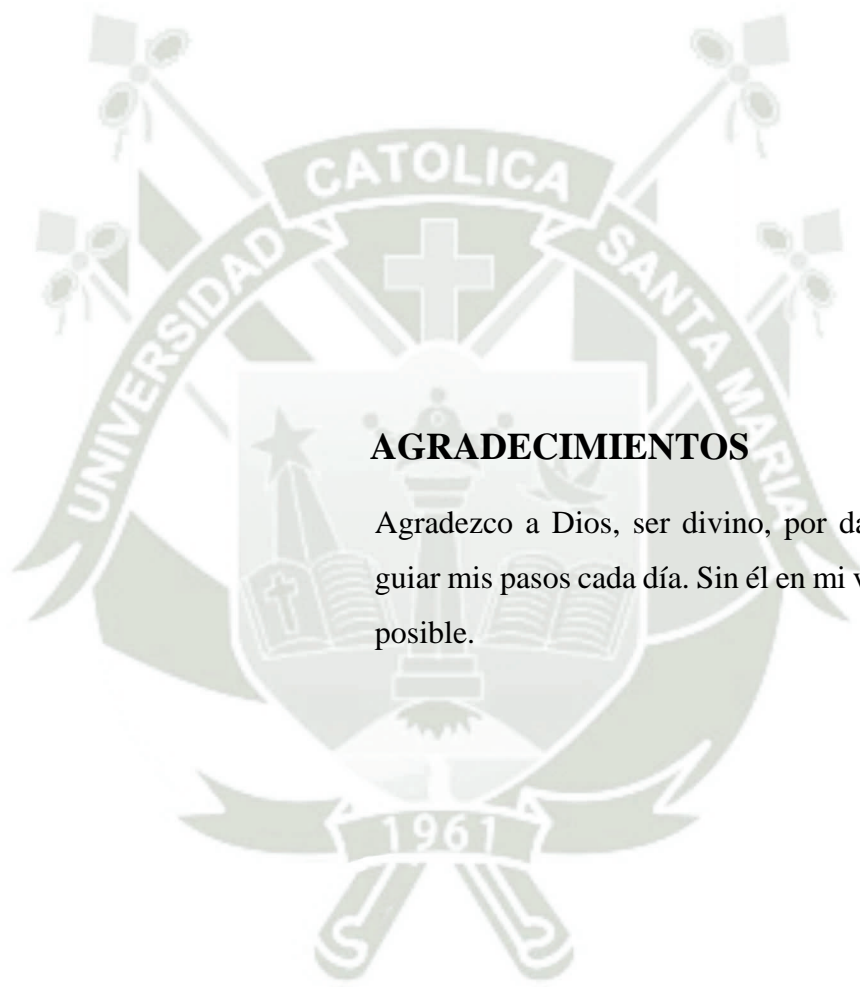 CATOLICA
UNIVERSIDAD
SANTA MARIA
AGRADECIMIENTOS
Agradezco a Dios, ser divino, por
guiar mis pasos cada día. Sin él en mi
posible.
1961